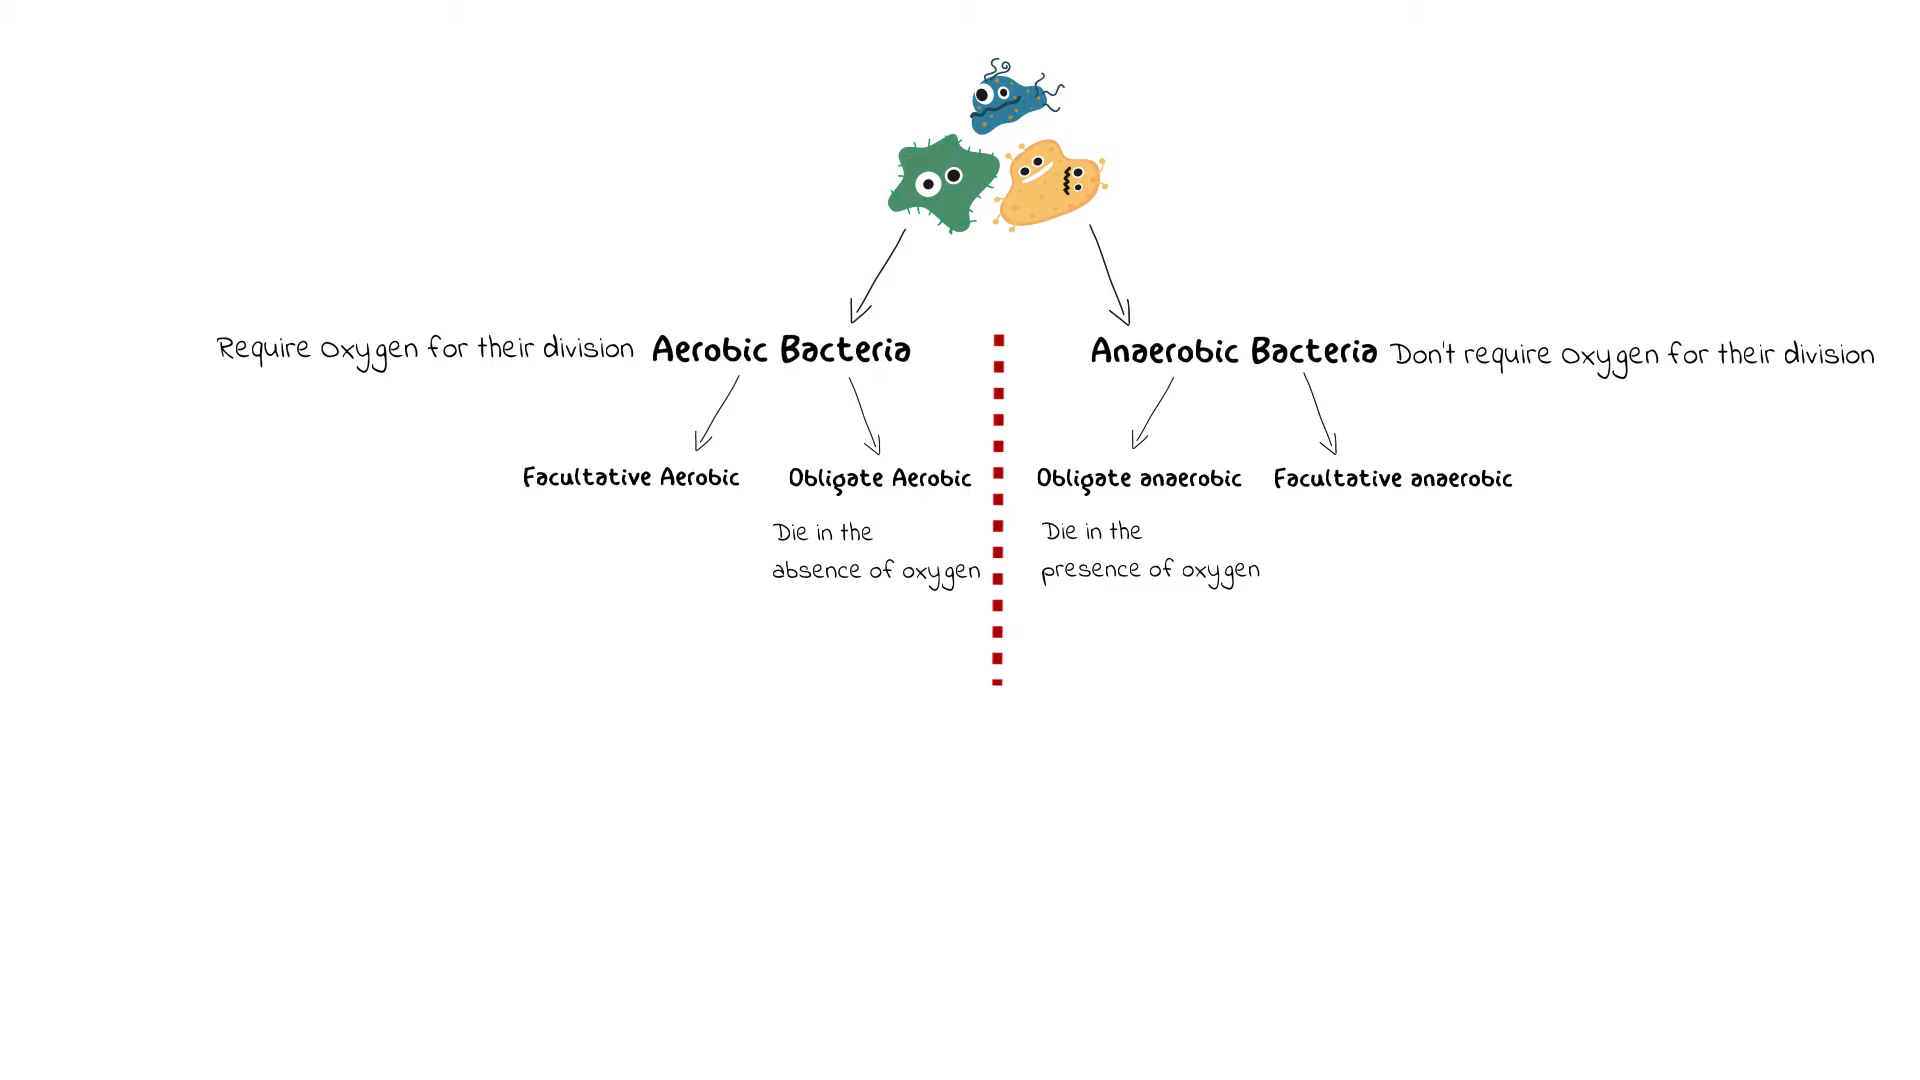 Require Oxygen for their division Aerobic Bacteria
Anaerobic Bacteria Don't require Oxygen for their division
Facultative Aerobic
Obligate Aerobic
Die in the
absence of oxygen
Obligate anaerobic
Die in the
presence of oxygen
Facultative anaerobic